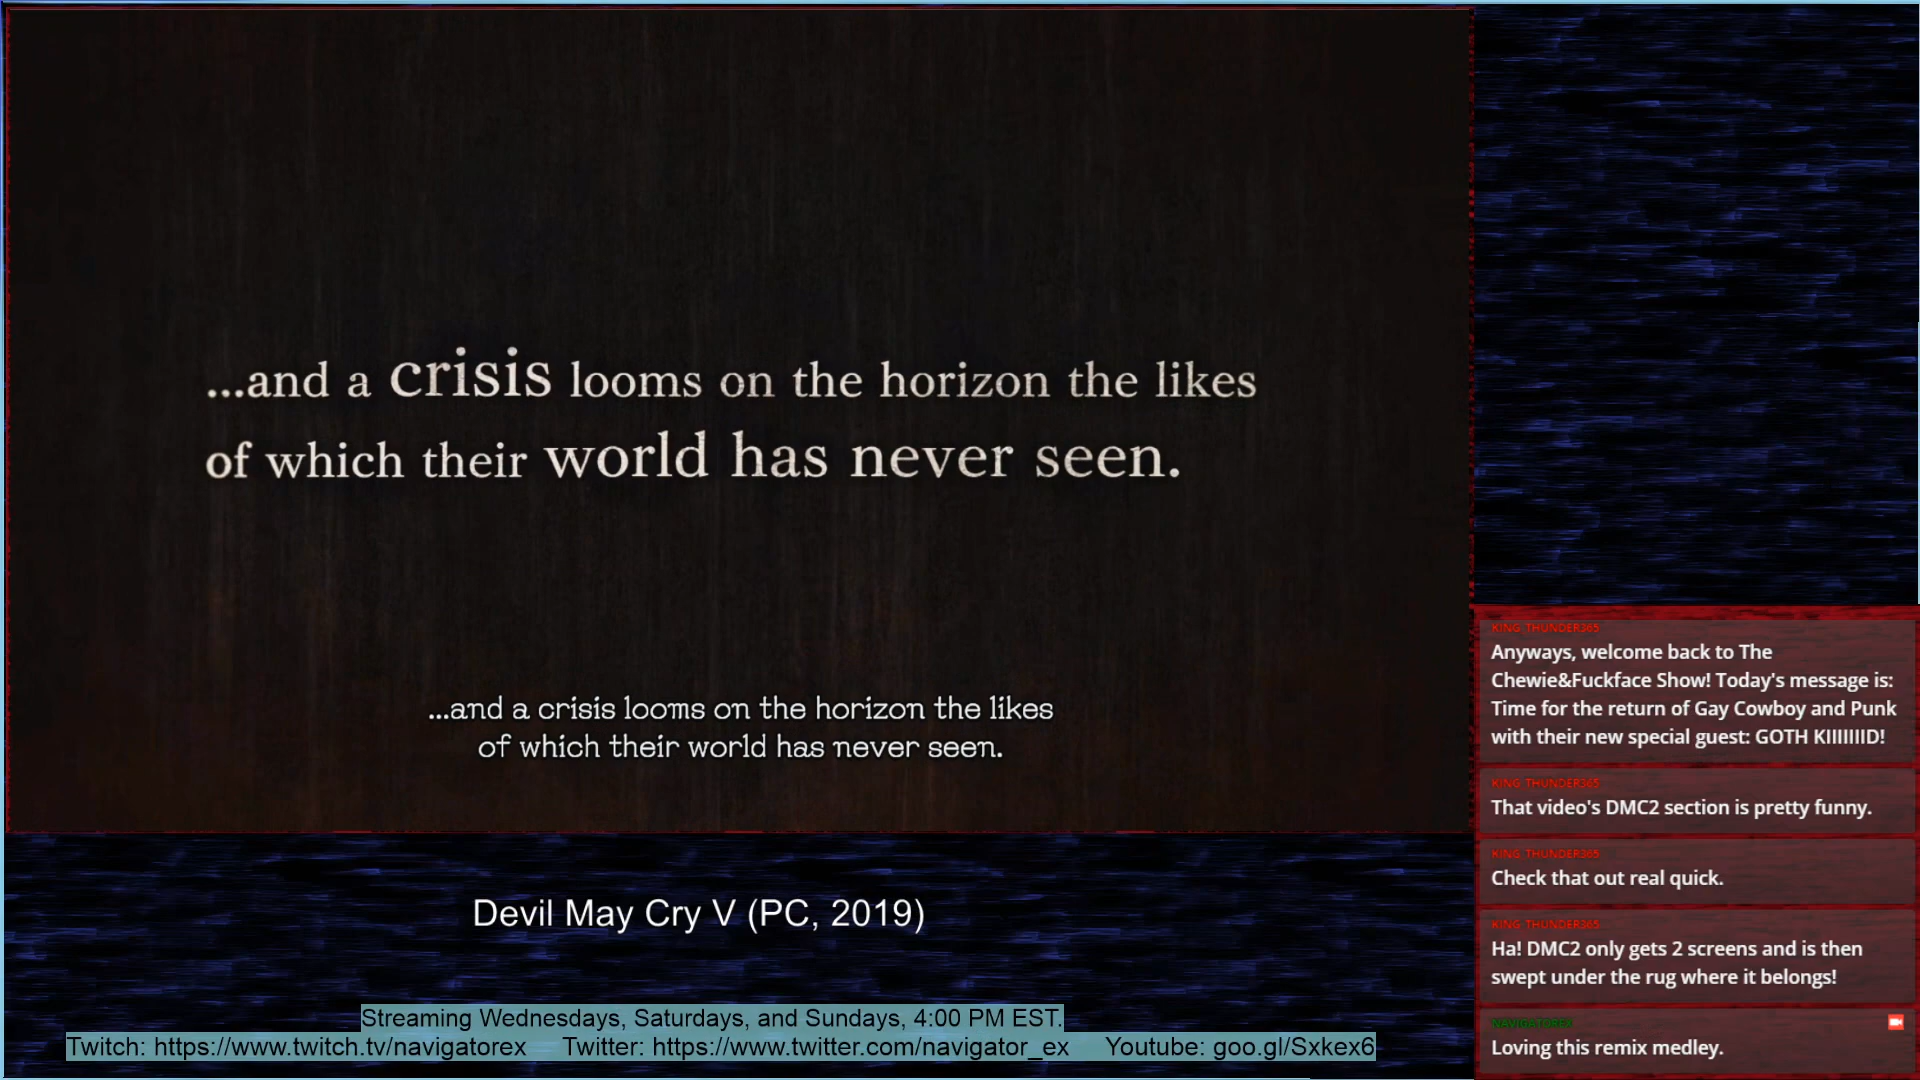 ...and a crisis looms on the horizon the likes
of which their world has never seen.
...and a crisis looms on the horizon the likes
of which their world has never seen.
Devil May Cry V (PC, 2019)
Streaming Wednesdays, Saturdays, and Sundays, 4:00 PM EST.
Twitch: https://www.twitch.tv/navigatorex Twitter: https://www.twitter.com/navigator_ex Youtube: goo.gl/Sxkex6
KING_THUNDER365
Anyways, welcome back to The
Chewie&Fuckface Show! Today's message is:
Time for the return of Gay Cowboy and Punk
with their new special guest: GOTH KIIIIIIID!
KING_THUNDER365
That video's DMC2 section is pretty funny.
KING_THUNDER365
Check that out real quick.
KING_THUNDER365
Ha! DMC2 only gets 2 screens and is then
swept under the rug where it belongs!
NAVIGATOREX
Loving this remix medley.